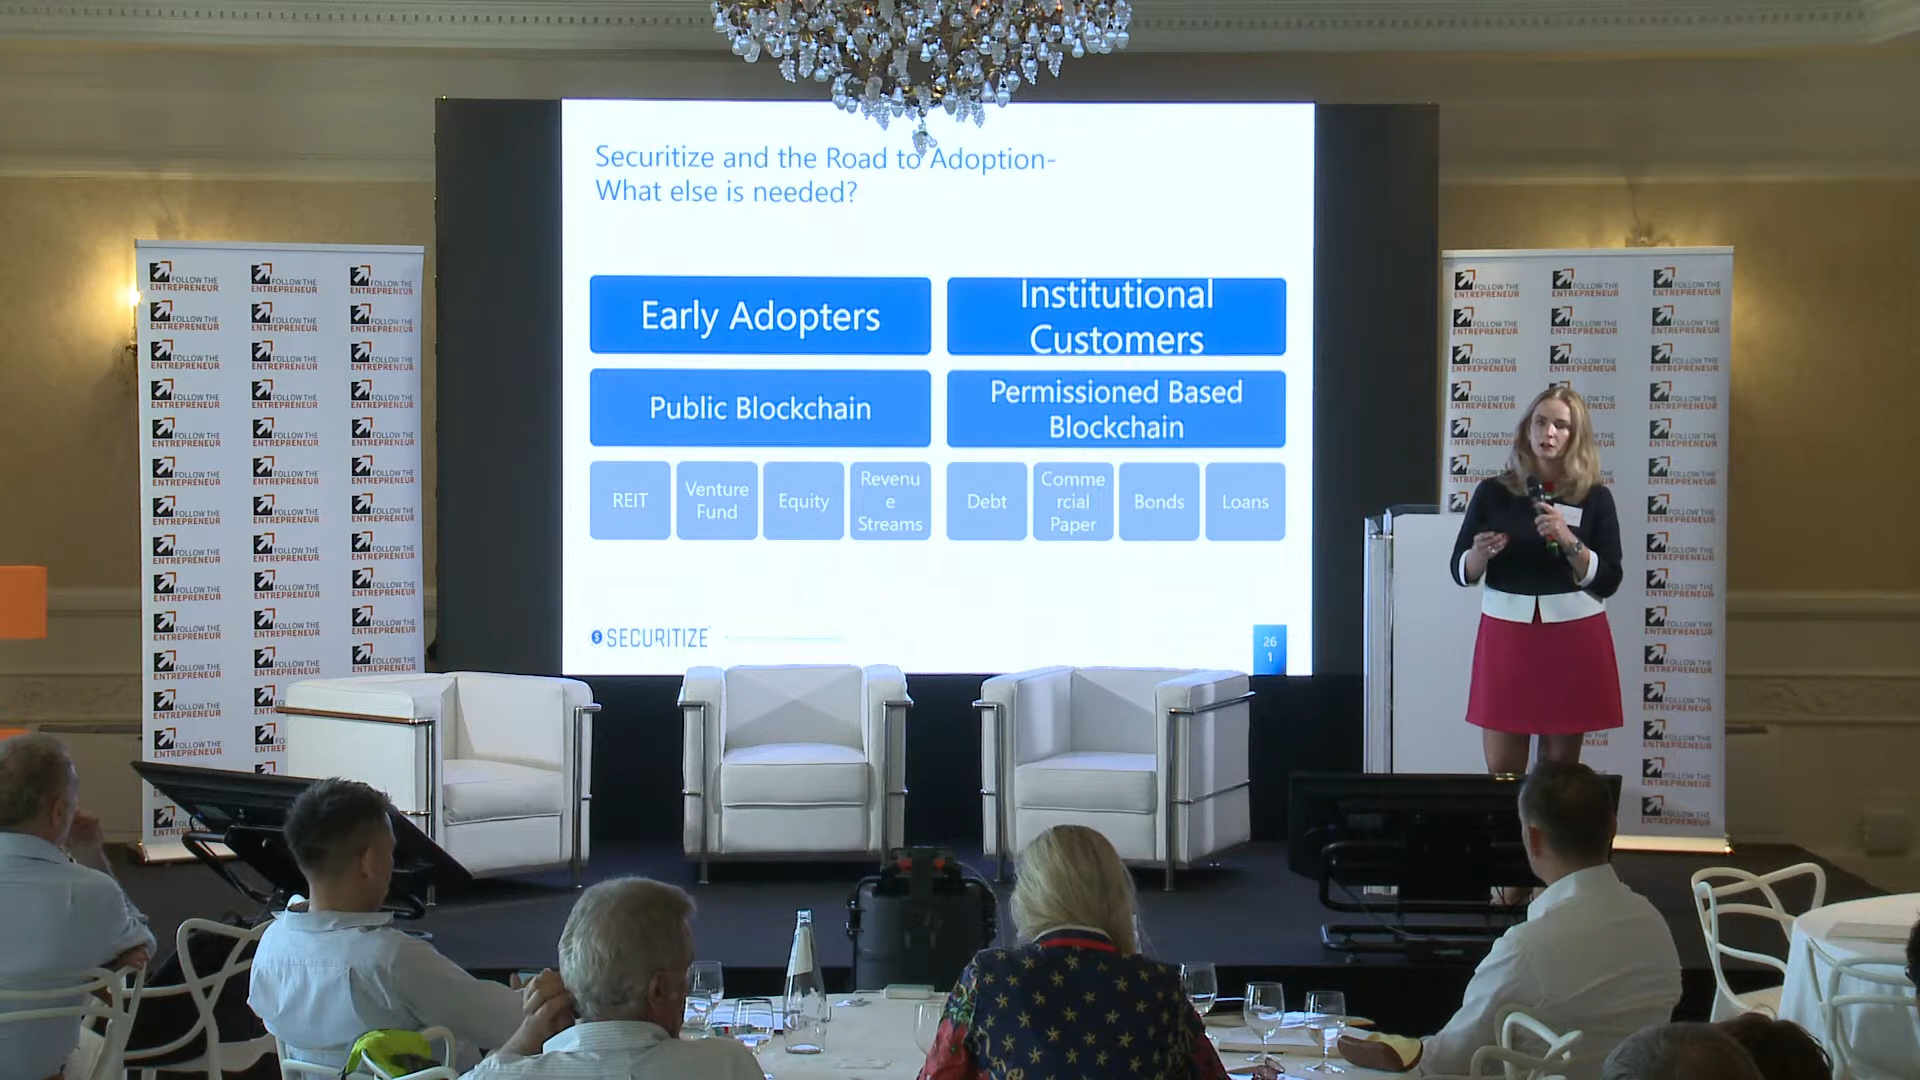 Securitize and the Road to Adoption-
What else is needed?
Early Adopters
Institutional
Customers
Public Blockchain
Permissioned Based
Blockchain
REIT
Venture
Fund
Equity
Revenu
e
Streams
Debt
Comme
rcial
Paper
Bonds
Loans
SECURITIZE
26
1
FOLLOW THE
ENTREPRENEUR